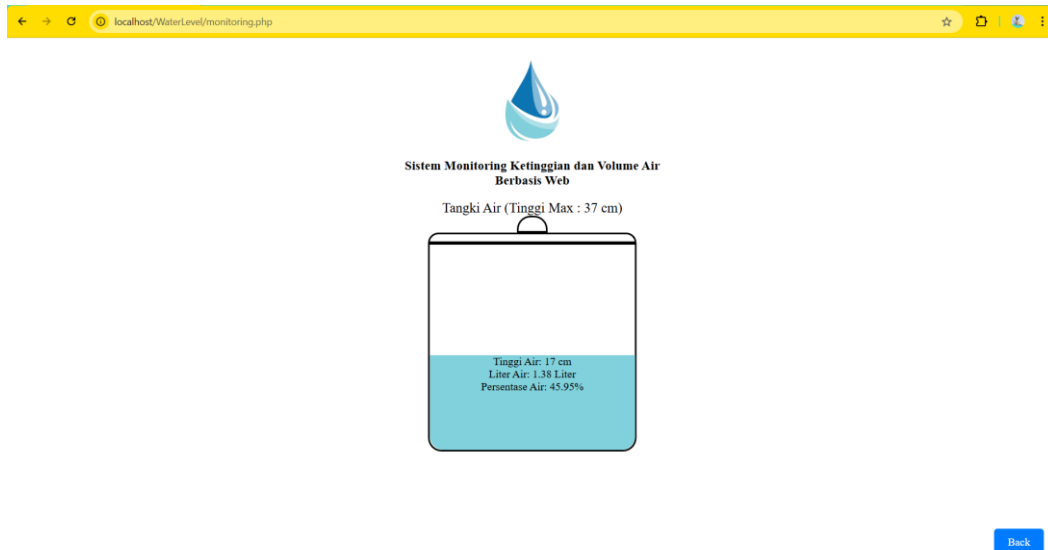 localhost/WaterLevel/monitoring.php
Sistem Monitoring Ketinggian dan Volume Air
Berbasis Web
Tangki Air (Tinggi Max : 37 cm)
Tinggi Air: 17 cm
Liter Air: 1.38 Liter
Persentase Air: 45.95%
Back